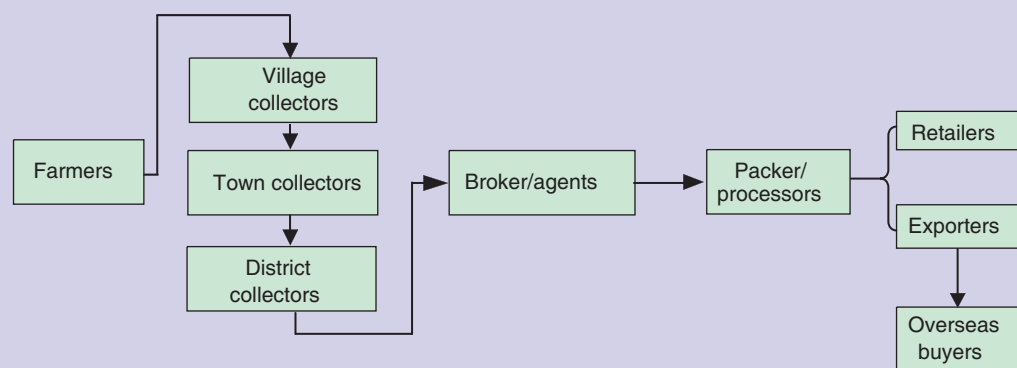 Farmers
Village
collectors
Town collectors
District
collectors
Broker/agents
Packer/
processors
Retailers
Exporters
Overseas
buyers